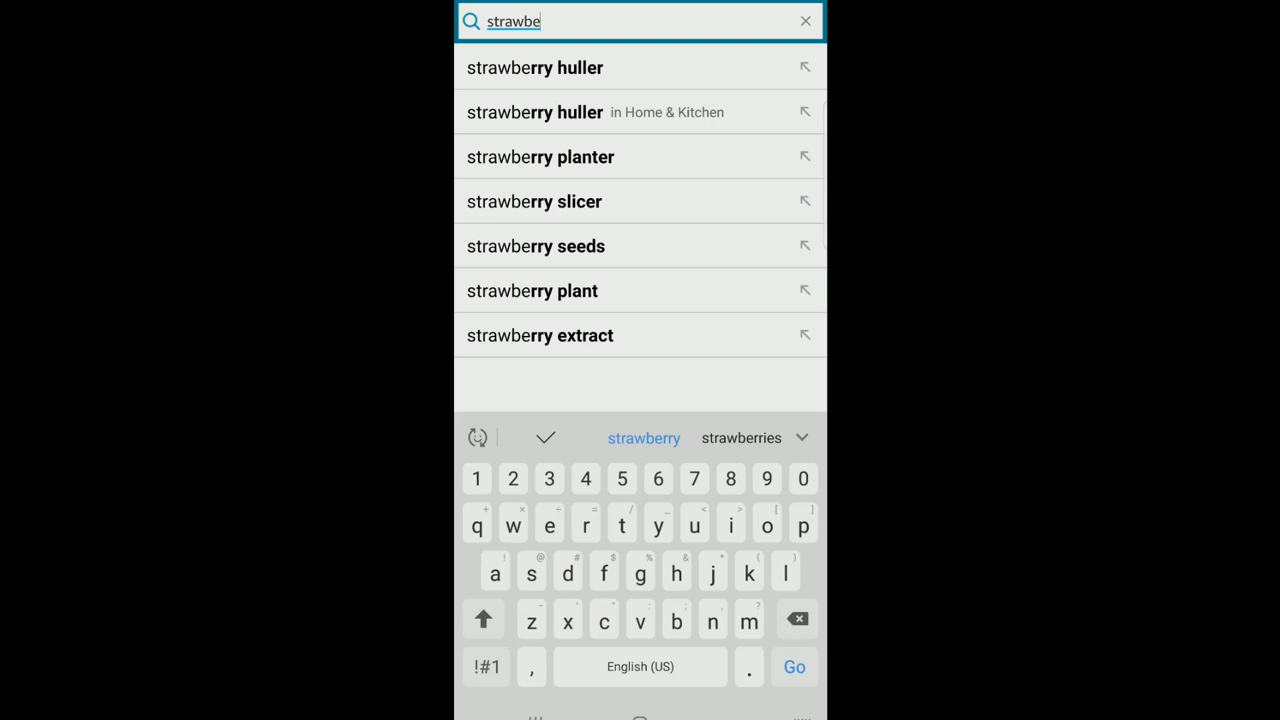 strawbe
strawberry huller
strawberry huller in Home & Kitchen
strawberry planter
strawberry slicer
strawberry seeds
strawberry plant
strawberry extract
strawberry strawberries
1 2 3 4 5 6 7 8 9 0
q w e r t y u i o p
a s d f g h j k l
z x c v b n m
!#1 , English (US) . Go